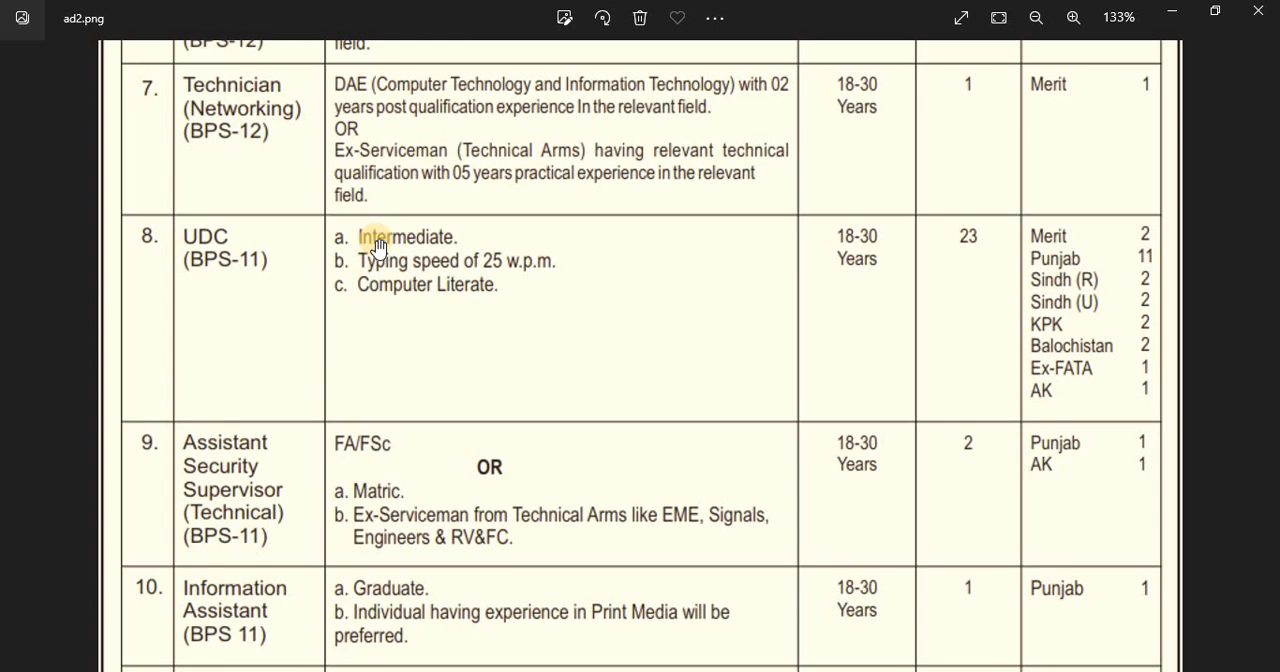 ad2.png
133%
(BPS-12)
field.
7.
Technician
(Networking)
(BPS-12)
DAE (Computer Technology and Information Technology) with 02
years post qualification experience In the relevant field.
OR
Ex-Serviceman (Technical Arms) having relevant technical
qualification with 05 years practical experience in the relevant
field.
18-30
Years
1
Merit 1
8.
UDC
(BPS-11)
a. Intermediate.
b. Typing speed of 25 w.p.m.
c. Computer Literate.
18-30
Years
23
Merit 2
Punjab 11
Sindh (R) 2
Sindh (U) 2
KPK 2
Balochistan 2
Ex-FATA 1
AK 1
9.
Assistant
Security
Supervisor
(Technical)
(BPS-11)
FA/FSc
OR
a. Matric.
b. Ex-Serviceman from Technical Arms like EME, Signals,
Engineers & RV&FC.
18-30
Years
2
Punjab 1
AK 1
10.
Information
Assistant
(BPS 11)
a. Graduate.
b. Individual having experience in Print Media will be
preferred.
18-30
Years
1
Punjab 1